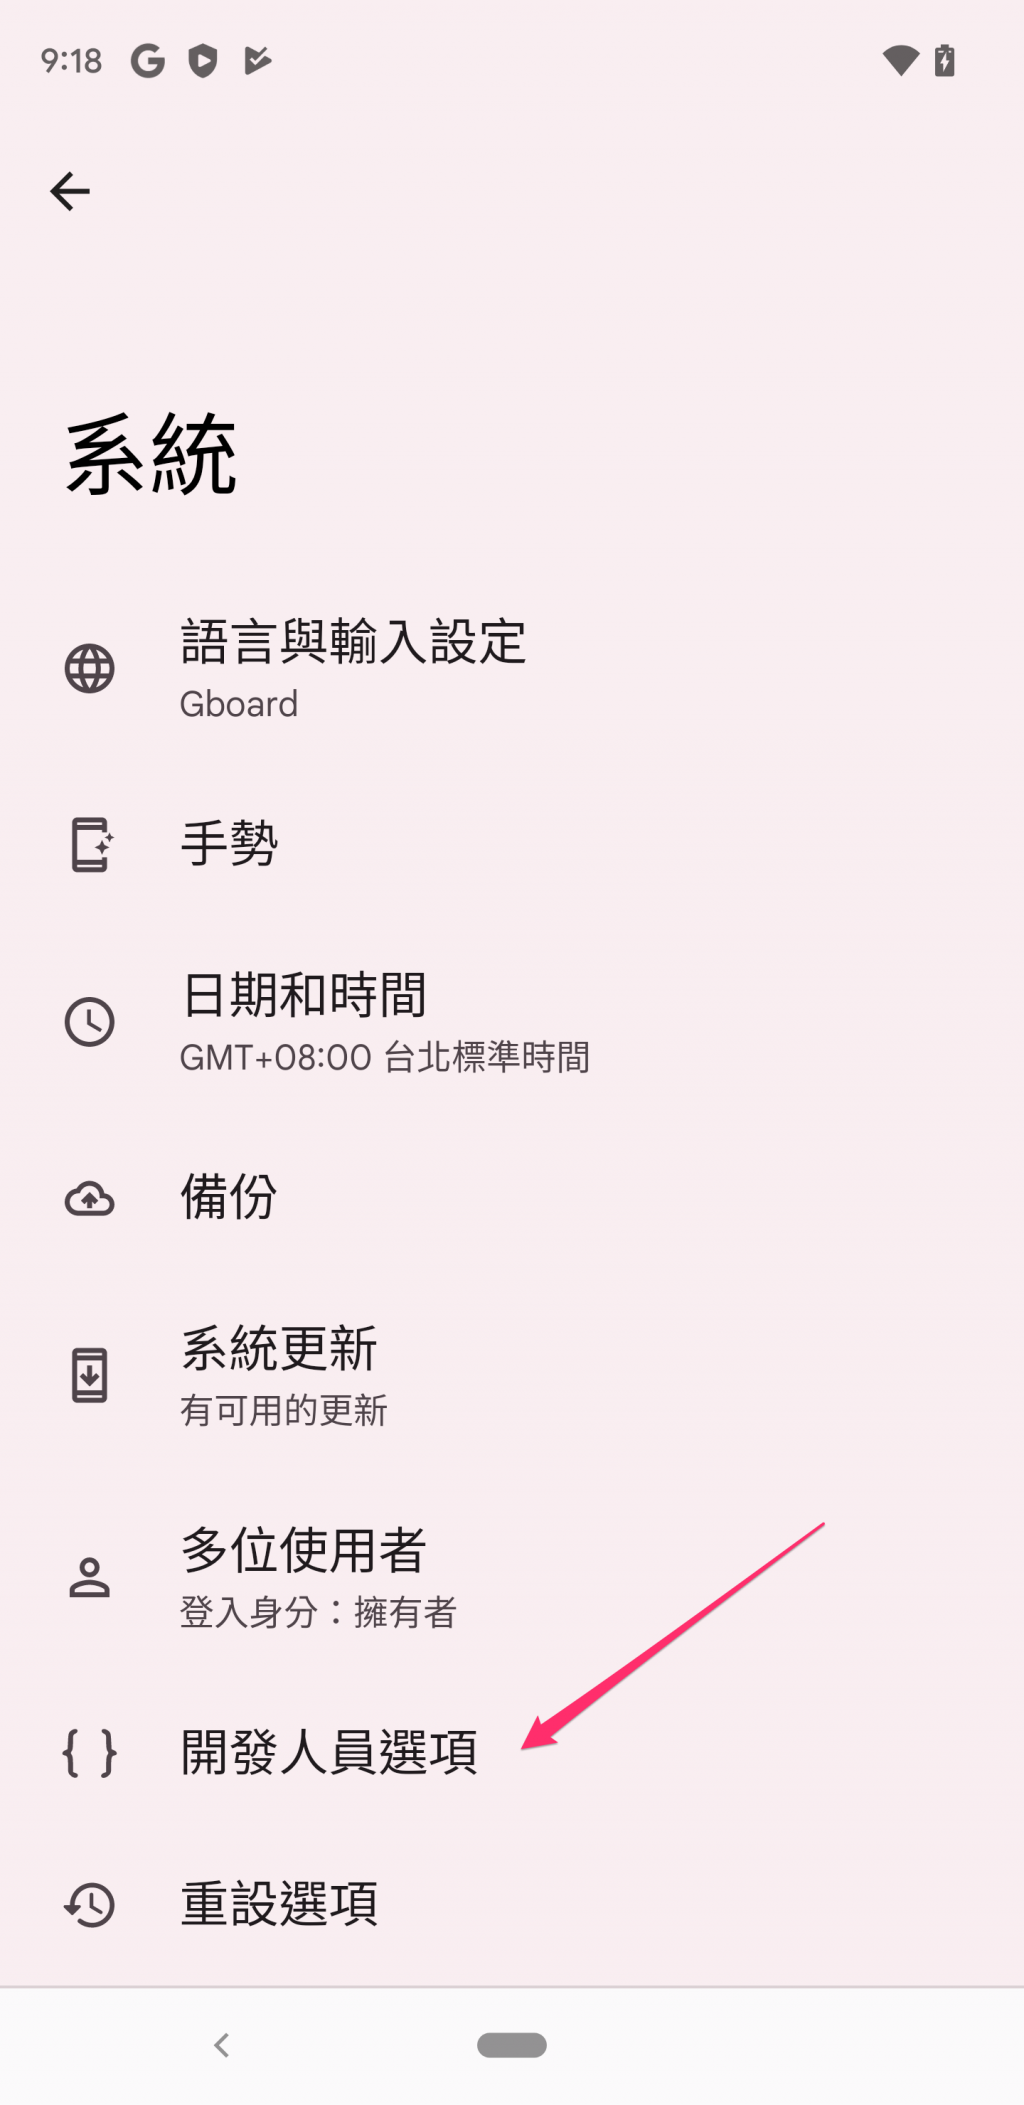 9:18
系統
語言與輸入設定
Gboard
手勢
日期和時間
GMT+08:00 台北標準時間
備份
系統更新
有可用的更新
多位使用者
登入身分：擁有者
開發人員選項
重設選項